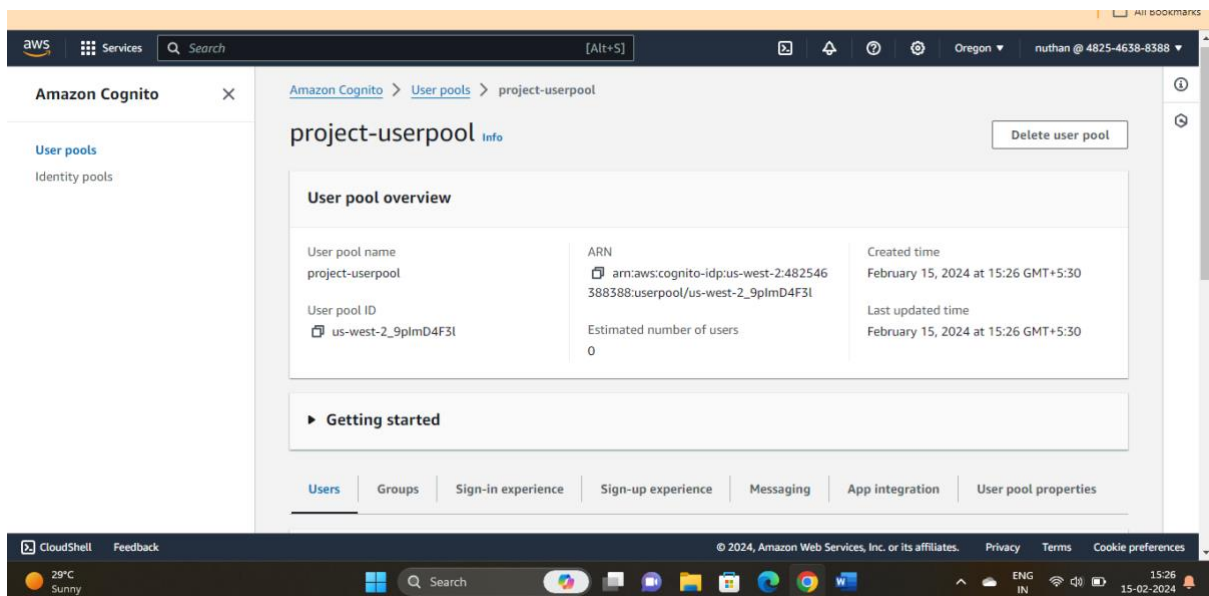 All Bookmarks
aws Services Search [Alt+S] Oregon nuthan @ 4825-4638-8388
Amazon Cognito
User pools
Identity pools
Amazon Cognito > User pools > project-userpool
project-userpool Info
Delete user pool
User pool overview
User pool name
project-userpool
User pool ID
us-west-2_9pImD4F3l
ARN
arn:aws:cognito-idp:us-west-2:482546
388388:userpool/us-west-2_9pImD4F3l
Estimated number of users
0
Created time
February 15, 2024 at 15:26 GMT+5:30
Last updated time
February 15, 2024 at 15:26 GMT+5:30
Getting started
Users Groups Sign-in experience Sign-up experience Messaging App integration User pool properties
CloudShell Feedback © 2024, Amazon Web Services, Inc. or its affiliates. Privacy Terms Cookie preferences
29°C
Sunny
Search
ENG
IN
15:26
15-02-2024